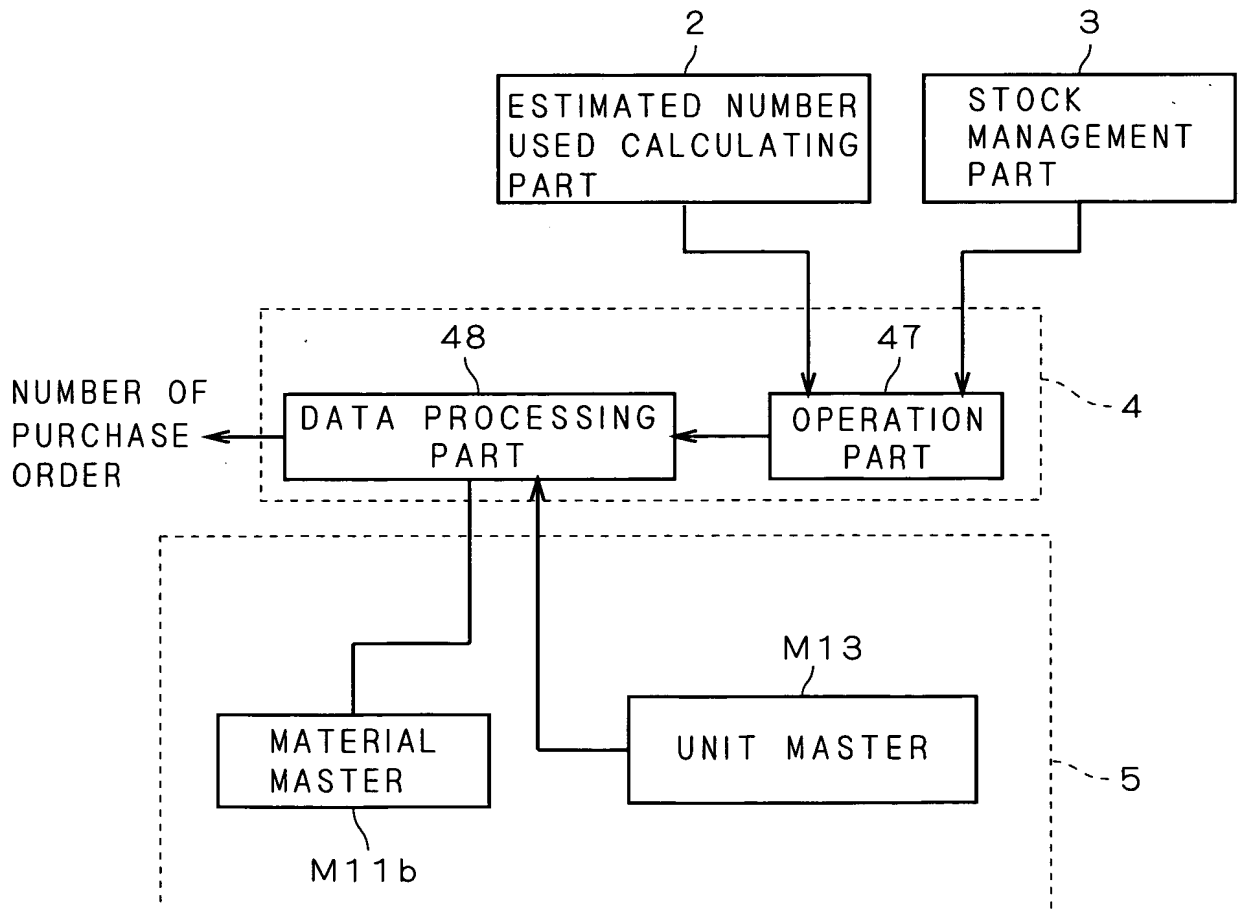 2
3
ESTIMATED NUMBER
USED CALCULATING
PART
STOCK
MANAGEMENT
PART
48
47
NUMBER OF
PURCHASE
ORDER
DATA PROCESSING
PART
OPERATION
PART
4
M13
MATERIAL
MASTER
UNIT MASTER
5
M11b